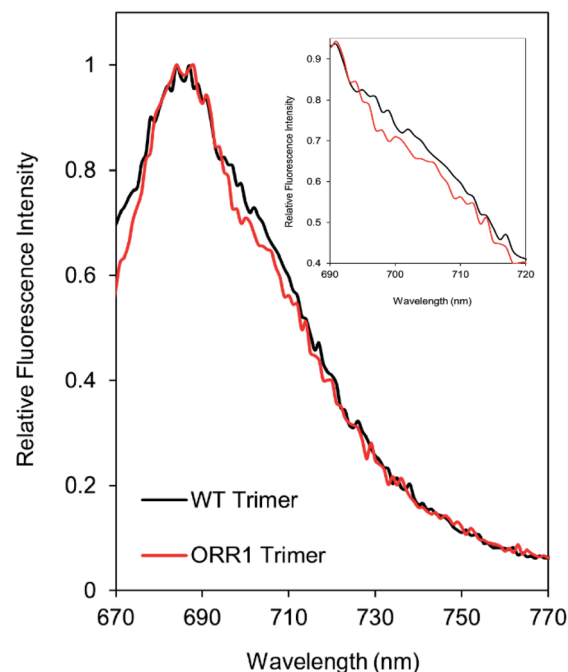 Relative Fluorescence Intensity
1
0.8
0.6
0.4
0.2
0
670 690 710 730 750 770
Wavelength (nm)
WT Trimer
ORR1 Trimer
Relative Fluorescence Intensity
0.9
0.8
0.7
0.6
0.5
0.4
690 700 710 720
Wavelength (nm)